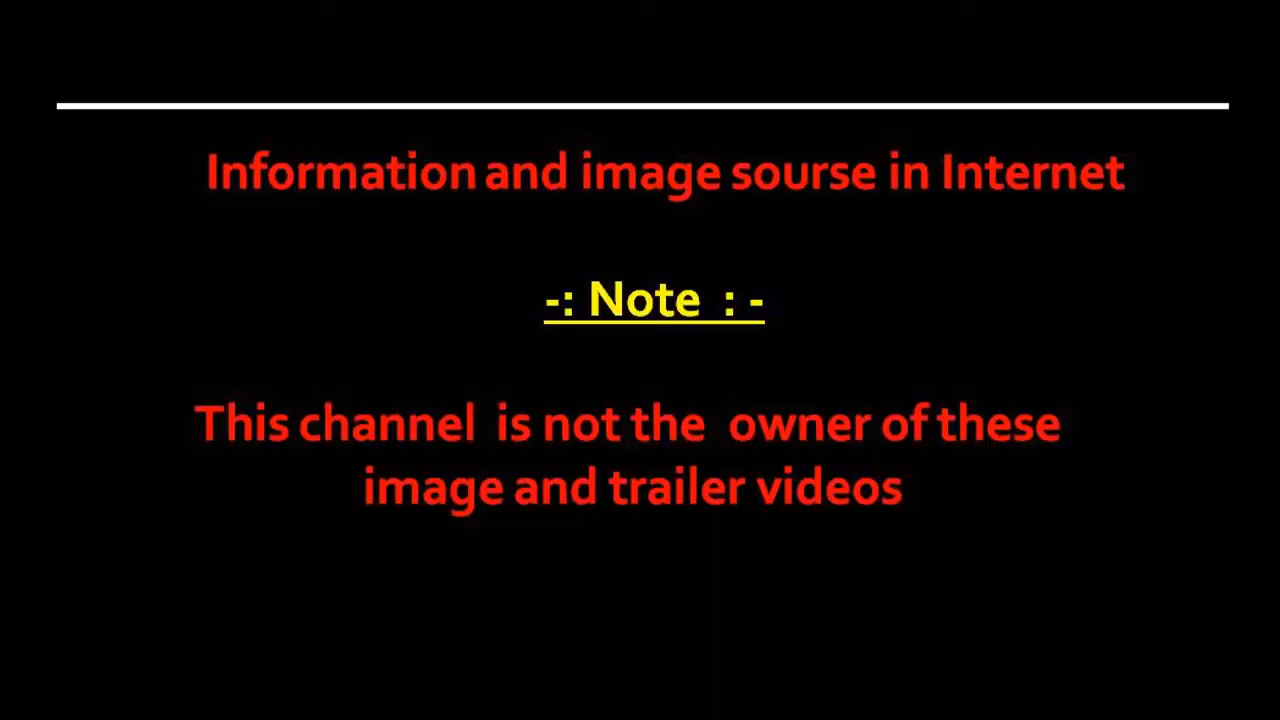 Information and image sourse in Internet
-: Note : -
This channel is not the owner of these
image and trailer videos